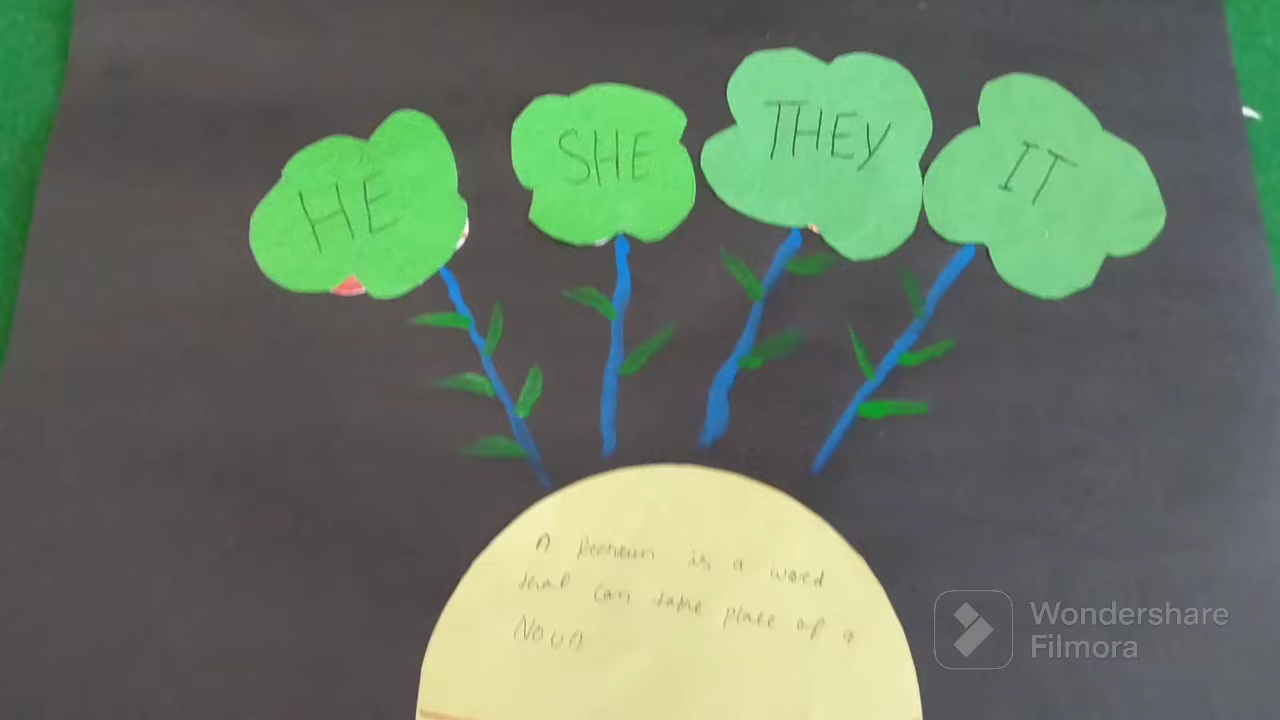 HE
SHE
THEY
IT
A Pronoun is a word
that can take place of a
Noun
Wondershare
Filmora